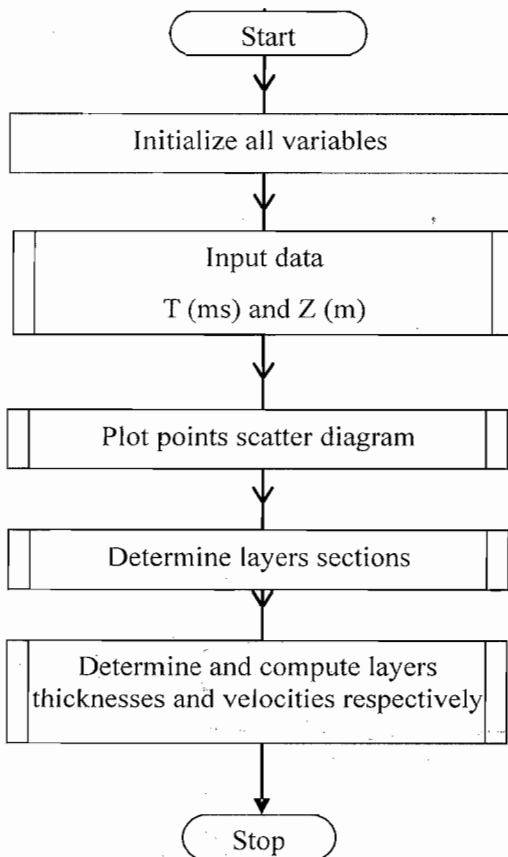 Start
Initialize all variables
Input data
T (ms) and Z (m)
Plot points scatter diagram
Determine layers sections
Determine and compute layers
thicknesses and velocities respectively
Stop